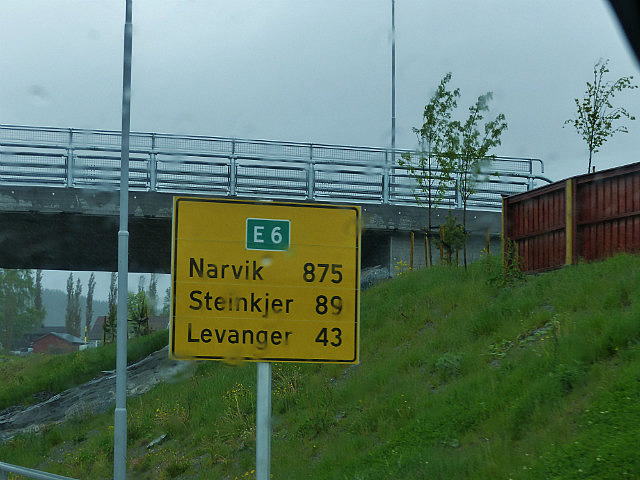 E 6
Narvik 875
Steinkjer 89
Levanger 43